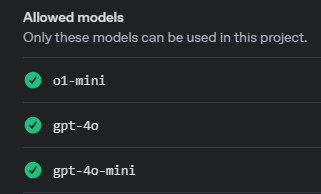 Allowed models
Only these models can be used in this project.
o1-mini
gpt-4o
gpt-4o-mini